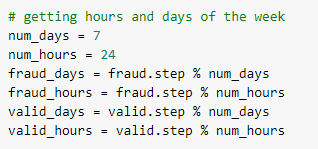 # getting hours and days of the week
num_days = 7
num_hours = 24
fraud_days = fraud.step % num_days
fraud_hours = fraud.step % num_hours
valid_days = valid.step % num_days
valid_hours = valid.step % num_hours